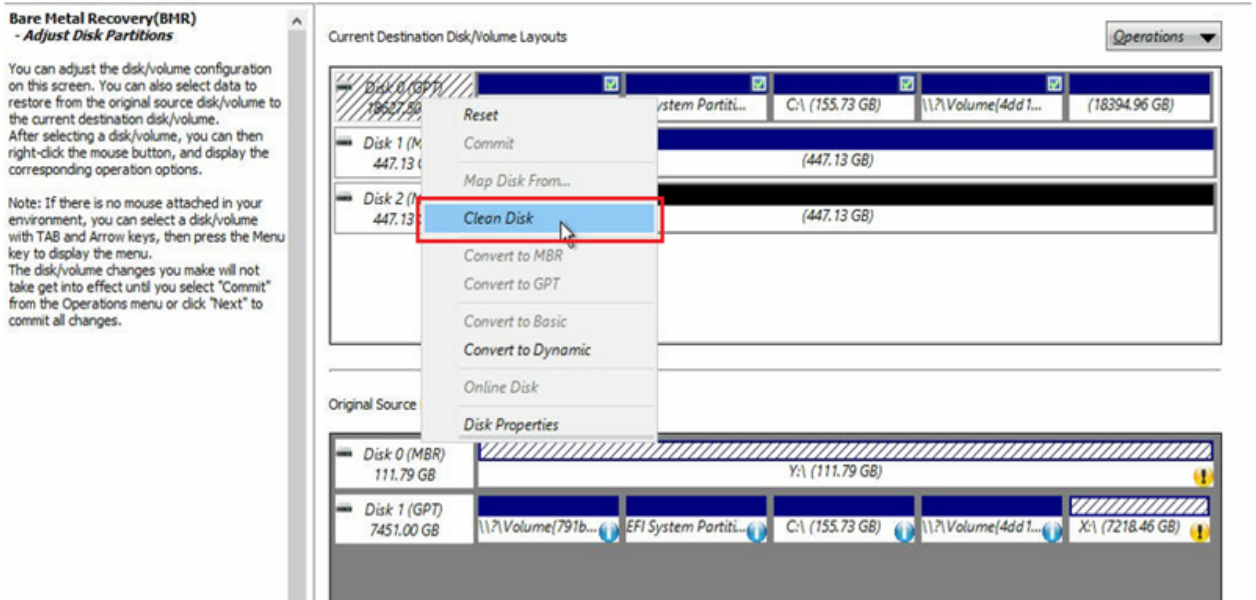 Bare Metal Recovery(BMR)
- Adjust Disk Partitions
You can adjust the disk/volume configuration
on this screen. You can also select data to
restore from the original source disk/volume to
the current destination disk/volume.
After selecting a disk/volume, you can then
right-click the mouse button, and display the
corresponding operation options.
Note: If there is no mouse attached in your
environment, you can select a disk/volume
with TAB and Arrow keys, then press the Menu
key to display the menu.
The disk/volume changes you make will not
take get into effect until you select "Commit"
from the Operations menu or click "Next" to
commit all changes.
Current Destination Disk/Volume Layouts
Operations
Disk 0 (GPT)
C:\ (155.73 GB)
\\?\Volume{4dd1...
(18394.96 GB)
Disk 1
447.13
(447.13 GB)
Disk 2
447.13
(447.13 GB)
Reset
Commit
Map Disk From...
Clean Disk
Convert to MBR
Convert to GPT
Convert to Basic
Convert to Dynamic
Online Disk
Disk Properties
Original Source
Disk 0 (MBR)
111.79 GB
Y:\ (111.79 GB)
Disk 1 (GPT)
7451.00 GB
\\?\Volume{791b...
EFI System Partiti...
C:\ (155.73 GB)
\\?\Volume{4dd1...
X:\ (7218.46 GB)